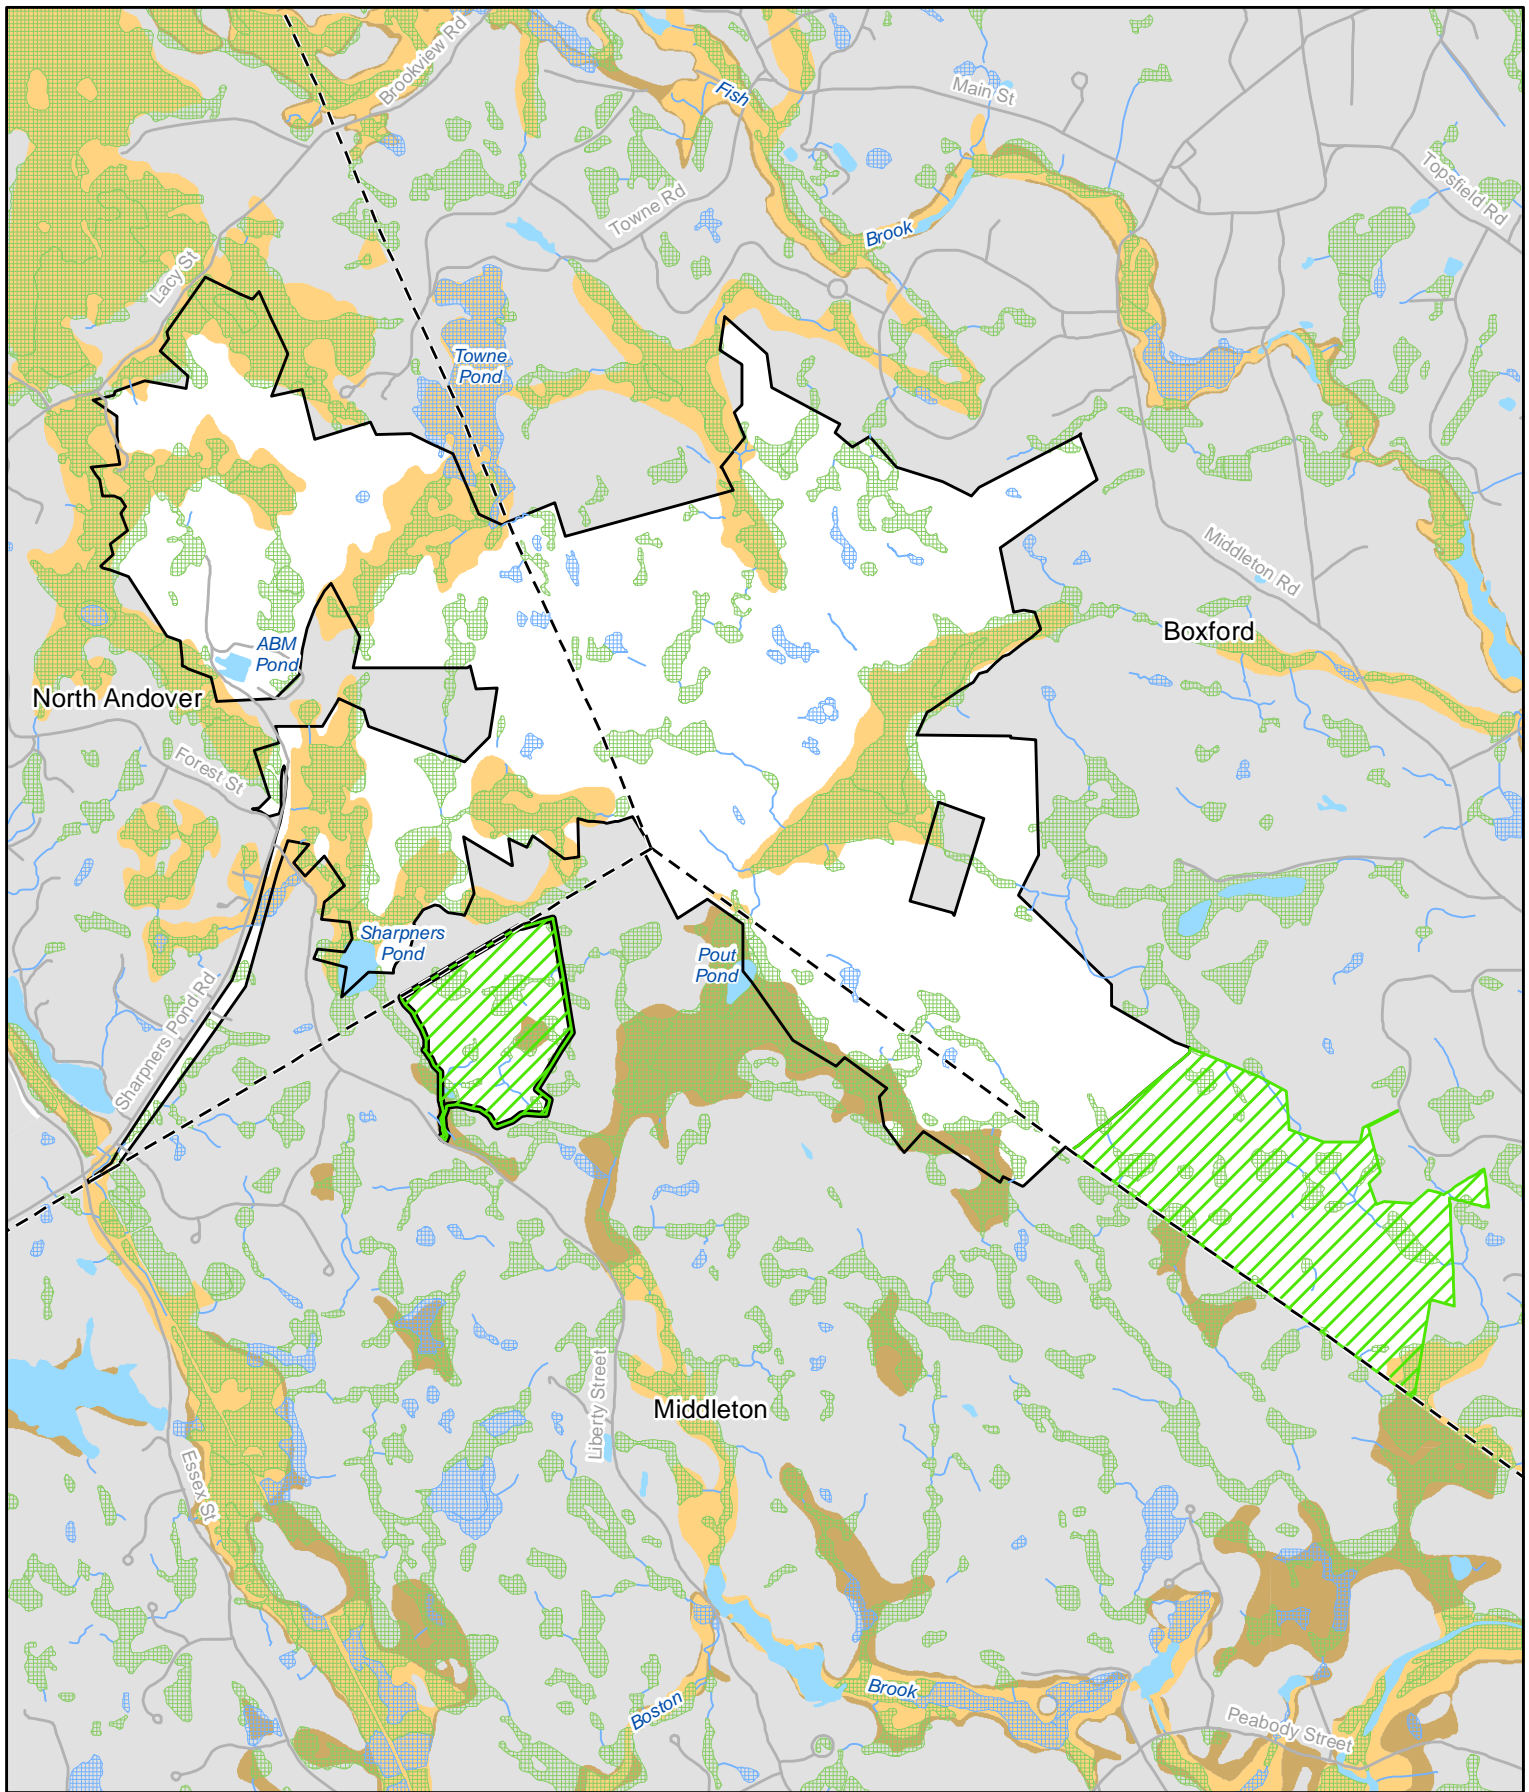 Brookview Rd
Fish
Main St
Topsfield Rd
Towne Rd
Brook
Lacy St
Towne
Pond
Middleton Rd
Boxford
ABM
Pond
North Andover
Forest St
Sharpners
Pond
Pout
Pond
Sharpners Pond Rd
Liberty Street
Middleton
Essex St
Brook
Boston
Peabody Street